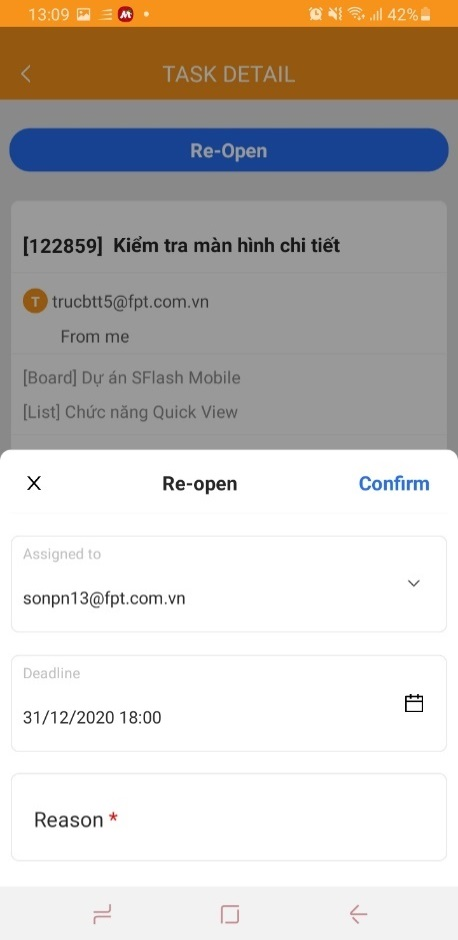 13:09
42%
TASK DETAIL
Re-Open
[122859] Kiểm tra màn hình chi tiết
T trucbtt5@fpt.com.vn
From me
[Board] Dự án SFlash Mobile
[List] Chức năng Quick View
X Re-open Confirm
Assigned to
sonpn13@fpt.com.vn
Deadline
31/12/2020 18:00
Reason *